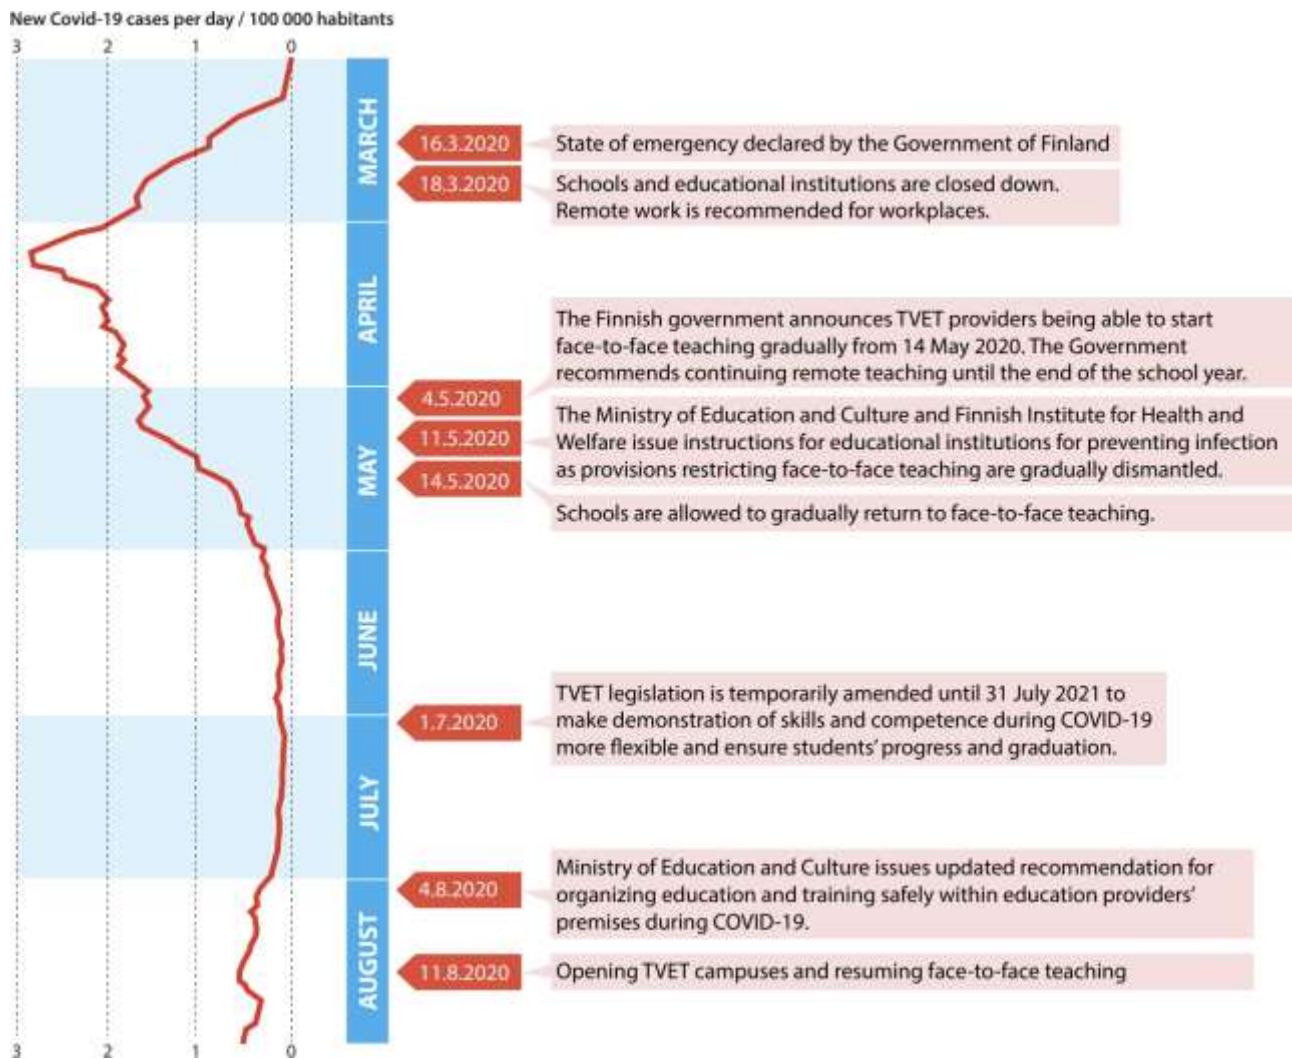 New Covid-19 cases per day / 100 000 habitants
3 2 1 0
MARCH
16.3.2020
State of emergency declared by the Government of Finland
18.3.2020
Schools and educational institutions are closed down.
Remote work is recommended for workplaces.
APRIL
The Finnish government announces TVET providers being able to start
face-to-face teaching gradually from 14 May 2020. The Government
recommends continuing remote teaching until the end of the school year.
MAY
4.5.2020
11.5.2020
The Ministry of Education and Culture and Finnish Institute for Health and
Welfare issue instructions for educational institutions for preventing infection
as provisions restricting face-to-face teaching are gradually dismantled.
14.5.2020
Schools are allowed to gradually return to face-to-face teaching.
JUNE
1.7.2020
TVET legislation is temporarily amended until 31 July 2021 to
make demonstration of skills and competence during COVID-19
more flexible and ensure students' progress and graduation.
JULY
4.8.2020
Ministry of Education and Culture issues updated recommendation for
organizing education and training safely within education providers'
premises during COVID-19.
AUGUST
11.8.2020
Opening TVET campuses and resuming face-to-face teaching
3 2 1 0